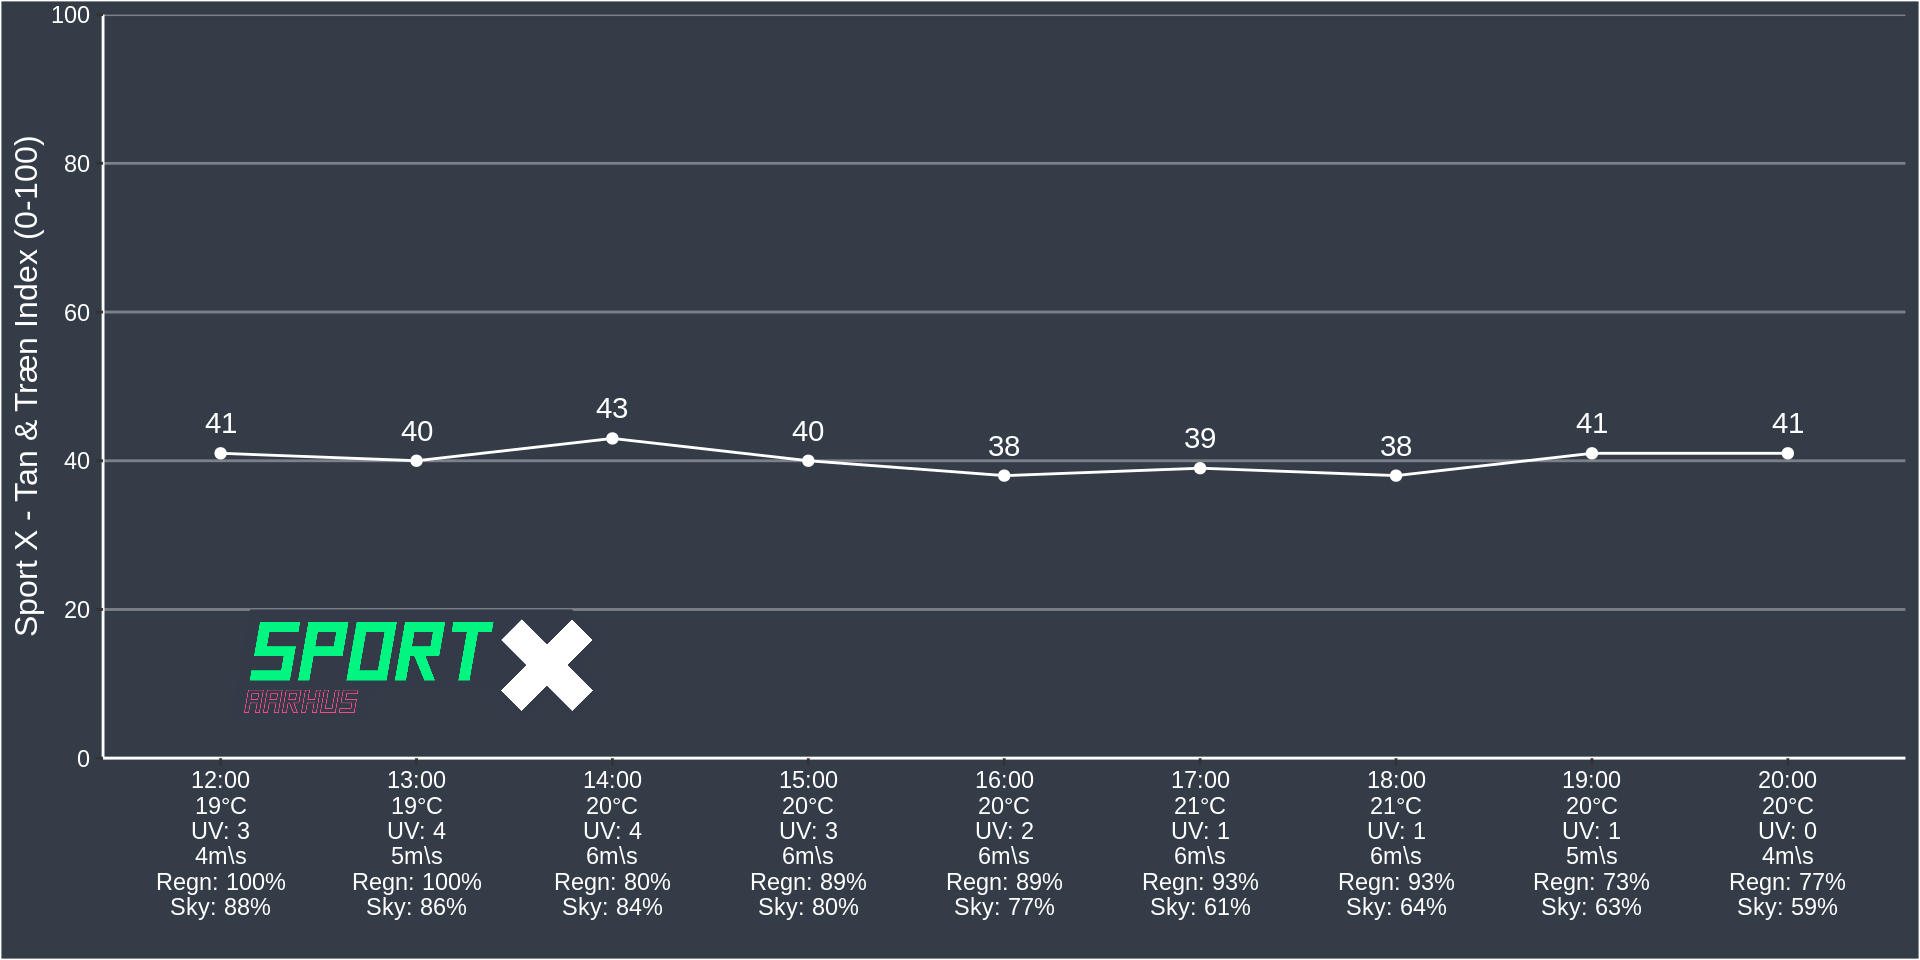 Sport X - Tan & Træn Index (0-100)
100
80
60
40
20
0
41
40
43
40
38
39
38
41
41
SPORT X
AARHUS
12:00 13:00 14:00 15:00 16:00 17:00 18:00 19:00 20:00
19°C 19°C 20°C 20°C 20°C 21°C 21°C 20°C 20°C
UV: 3 UV: 4 UV: 4 UV: 3 UV: 2 UV: 1 UV: 1 UV: 1 UV: 0
4m\s 5m\s 6m\s 6m\s 6m\s 6m\s 6m\s 5m\s 4m\s
Regn: 100% Regn: 100% Regn: 80% Regn: 89% Regn: 89% Regn: 93% Regn: 93% Regn: 73% Regn: 77%
Sky: 88% Sky: 86% Sky: 84% Sky: 80% Sky: 77% Sky: 61% Sky: 64% Sky: 63% Sky: 59%